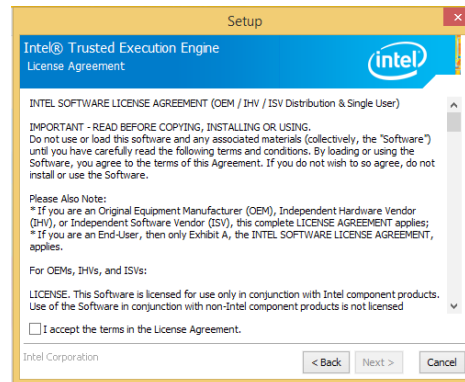 Setup
Intel® Trusted Execution Engine
License Agreement
intel
INTEL SOFTWARE LICENSE AGREEMENT (OEM / IHV / ISV Distribution & Single User)
IMPORTANT - READ BEFORE COPYING, INSTALLING OR USING.
Do not use or load this software and any associated materials (collectively, the "Software")
until you have carefully read the following terms and conditions. By loading or using the
Software, you agree to the terms of this Agreement. If you do not wish to so agree, do not
install or use the Software.
Please Also Note:
* If you are an Original Equipment Manufacturer (OEM), Independent Hardware Vendor
(IHV), or Independent Software Vendor (ISV), this complete LICENSE AGREEMENT applies;
* If you are an End-User, then only Exhibit A, the INTEL SOFTWARE LICENSE AGREEMENT,
applies.
For OEMs, IHVs, and ISVs:
LICENSE. This Software is licensed for use only in conjunction with Intel component products.
Use of the Software in conjunction with non-Intel component products is not licensed
I accept the terms in the License Agreement.
Intel Corporation
< Back
Next >
Cancel